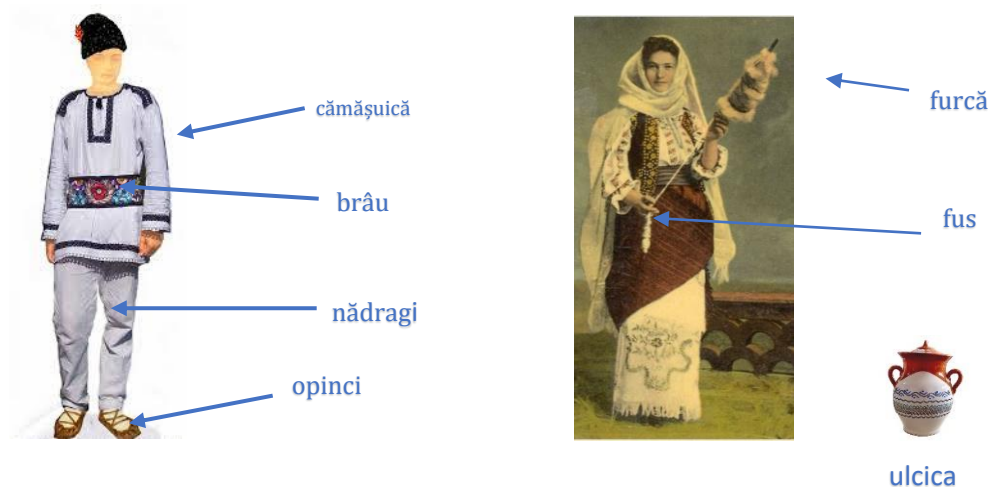 cămășuică
brâu
nădragi
opinci
furcă
fus
ulcica